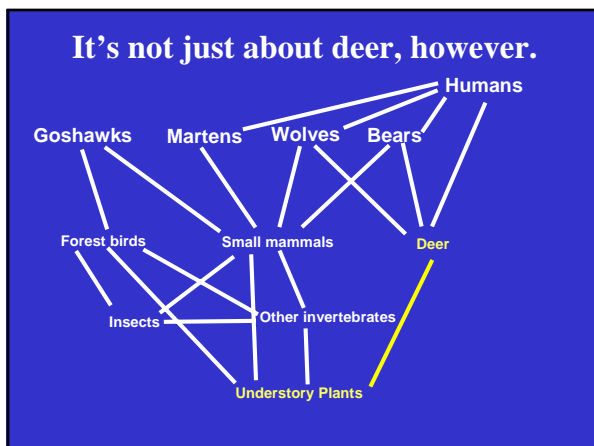 It's not just about deer, however.
Humans
Goshawks Martens Wolves Bears
Forest birds Small mammals Deer
Insects Other invertebrates
Understory Plants